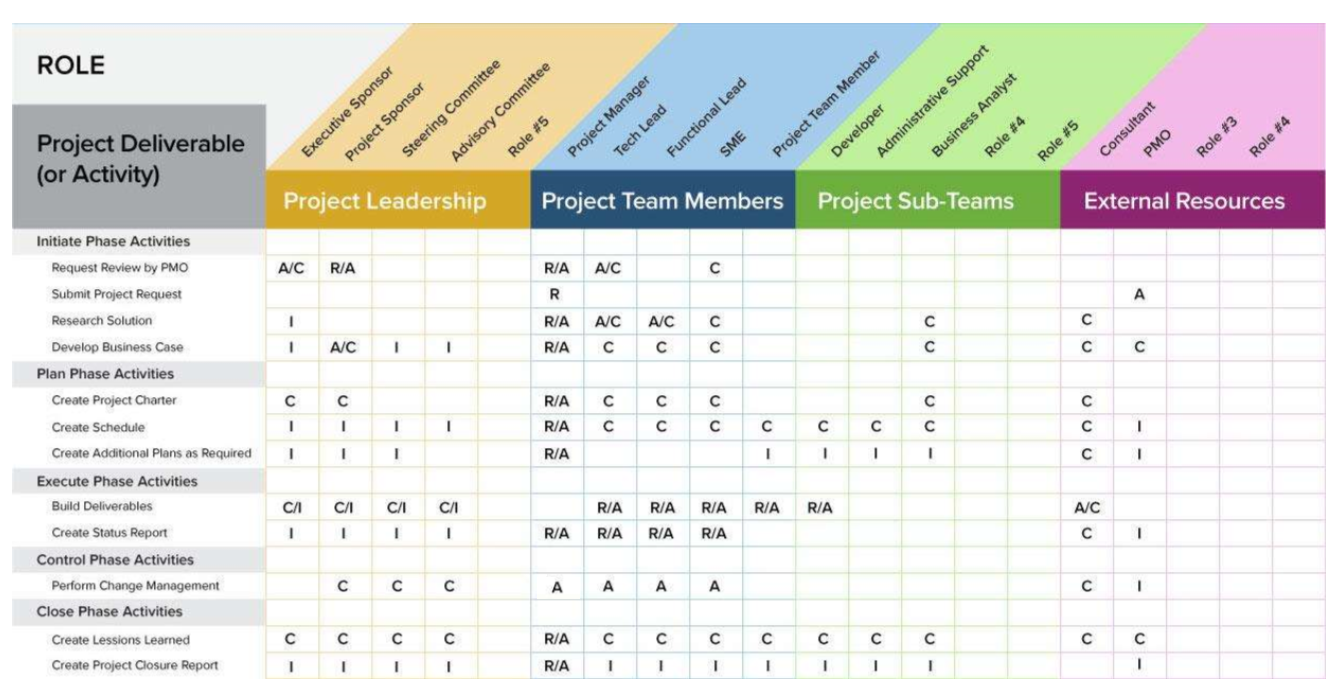 ROLE
Project Deliverable
(or Activity)
Executive Sponsor
Project Sponsor
Steering Committee
Advisory Committee
Role #5
Project Manager
Tech Lead
Functional Lead
SME
Project Team Member
Developer
Administrative Support
Business Analyst
Role #4
Role #5
Consultant
PMO
Role #3
Role #4
Project Leadership Project Team Members Project Sub-Teams External Resources
Initiate Phase Activities
Request Review by PMO A/C R/A R/A A/C C
Submit Project Request R A
Research Solution I R/A A/C A/C C C C
Develop Business Case I A/C I I R/A C C C C C C
Plan Phase Activities
Create Project Charter C C R/A C C C C C
Create Schedule I I I I R/A C C C C C C C C I
Create Additional Plans as Required I I I R/A I I I I C I
Execute Phase Activities
Build Deliverables C/I C/I C/I C/I R/A R/A R/A R/A R/A A/C
Create Status Report I I I I R/A R/A R/A R/A C I
Control Phase Activities
Perform Change Management C C C A A A A C I
Close Phase Activities
Create Lessions Learned C C C C R/A C C C C C C C C C
Create Project Closure Report I I I I R/A I I I I I I I I